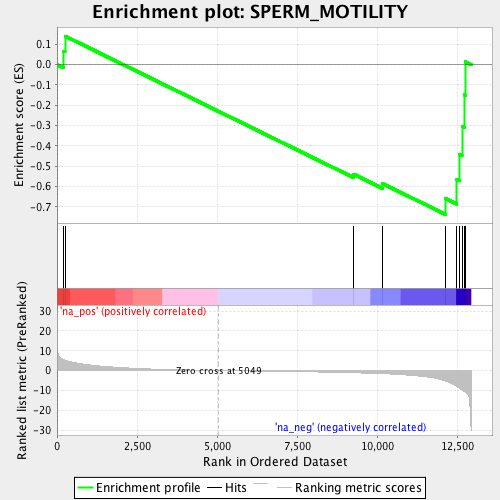 Enrichment plot: SPERM_MOTILITY
Enrichment score (ES)
0.1
0.0
-0.1
-0.2
-0.3
-0.4
-0.5
-0.6
-0.7
'na_pos' (positively correlated)
Ranked list metric (PreRanked)
30
20
10
0
-10
-20
-30
Zero cross at 5049
'na_neg' (negatively correlated)
0
2,500
5,000
7,500
10,000
12,500
Rank in Ordered Dataset
Enrichment profile
Hits
Ranking metric scores